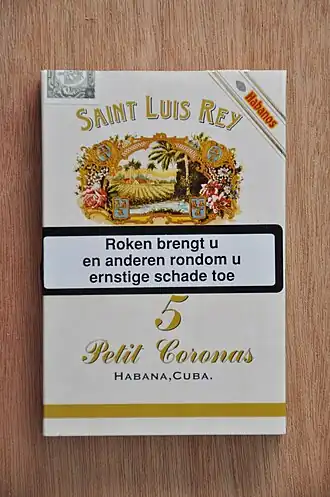 SAINT LUIS REY
Habanos
Roken brengt u
en anderen rondom u
ernstige schade toe
5
Petit Coronas
HABANA, CUBA.